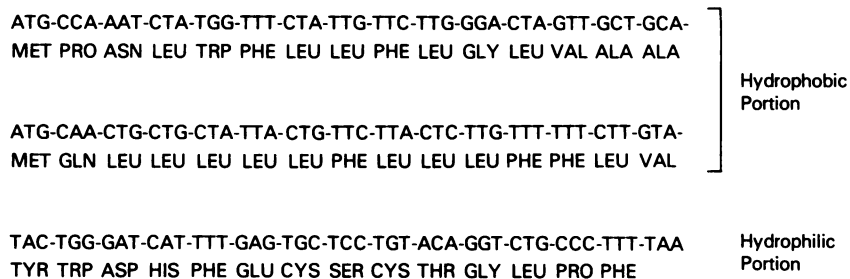 ATG-CCA-AAT-CTA-TGG-TTT-CTA-TTG-TTC-TTG-GGA-CTA-GTT-GCT-GCA-
MET PRO ASN LEU TRP PHE LEU LEU PHE LEU GLY LEU VAL ALA ALA
Hydrophobic
Portion
ATG-CAA-CTG-CTG-CTA-TTA-CTG-TTC-TTA-CTC-TTG-TTT-TTT-CTT-GTA-
MET GLN LEU LEU LEU LEU LEU PHE LEU LEU LEU PHE PHE LEU VAL
TAC-TGG-GAT-CAT-TTT-GAG-TGC-TCC-TGT-ACA-GGT-CTG-CCC-TTT-TAA
TYR TRP ASP HIS PHE GLU CYS SER CYS THR GLY LEU PRO PHE
Hydrophilic
Portion